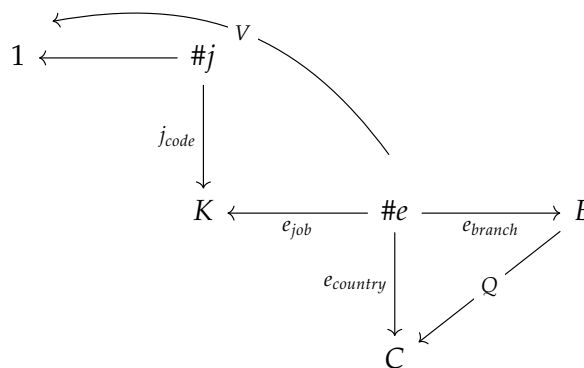 V
1 #j
j_code
K #e
e_job e_branch
e_country
Q
C